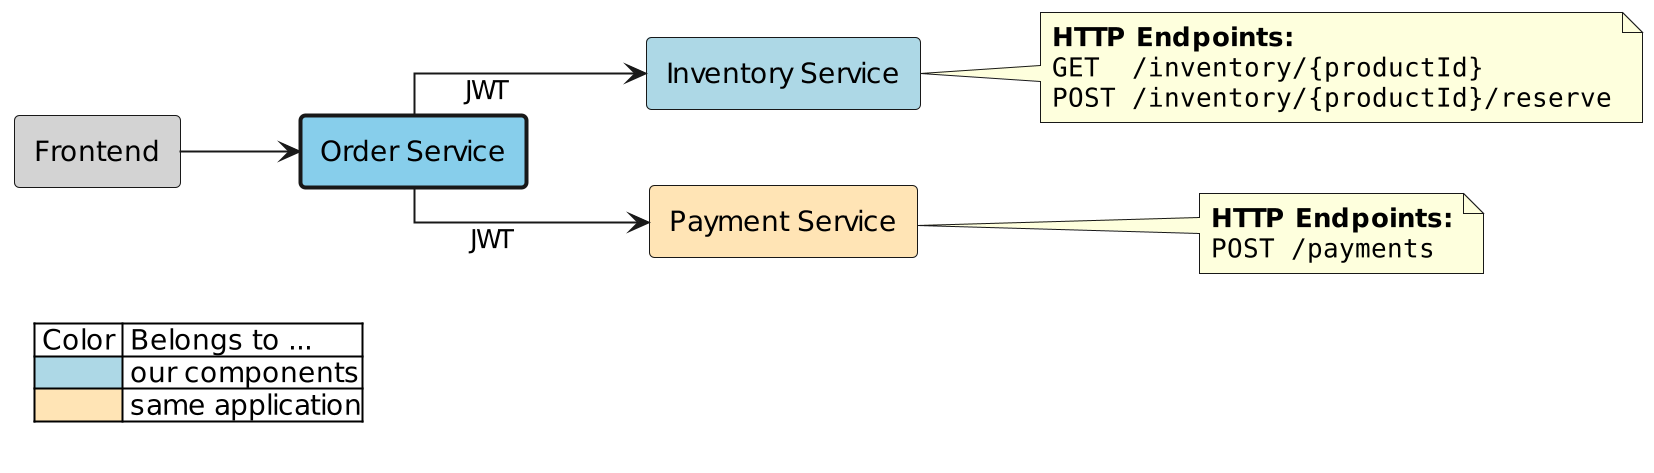 Frontend
Order Service
JWT
JWT
Inventory Service
Payment Service
HTTP Endpoints:
GET  /inventory/{productId}
POST /inventory/{productId}/reserve
HTTP Endpoints:
POST /payments
Color Belongs to ...
our components
same application